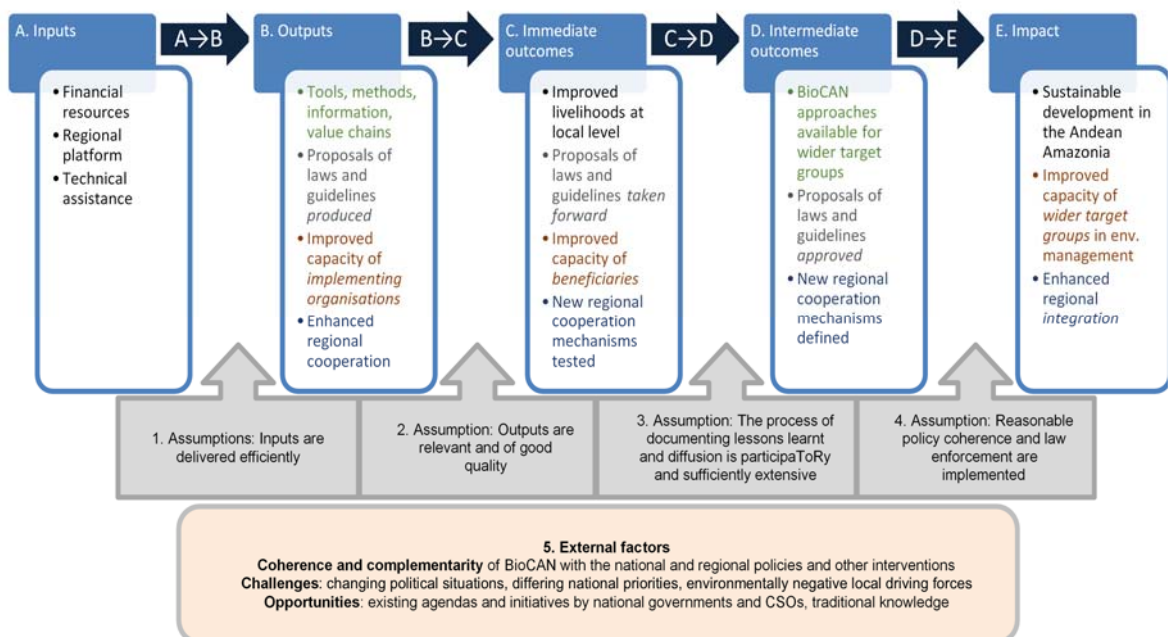 A. Inputs
A→B
B. Outputs
B→C
C. Immediate
outcomes
C→D
D. Intermediate
outcomes
D→E
E. Impact
• Financial
resources
• Regional
platform
• Technical
assistance
• Tools, methods,
information,
value chains
• Proposals of
laws and
guidelines
produced
• Improved
capacity of
implementing
organisations
• Enhanced
regional
cooperation
• Improved
livelihoods at
local level
• Proposals of
laws and
guidelines taken
forward
• Improved
capacity of
beneficiaries
• New regional
cooperation
mechanisms
tested
• BioCAN
approaches
available for
wider target
groups
• Proposals of
laws and
guidelines
approved
• New regional
cooperation
mechanisms
defined
• Sustainable
development in
the Andean
Amazonia
• Improved
capacity of
wider target
groups in env.
management
• Enhanced
regional
integration
1. Assumptions: Inputs are
delivered efficiently
2. Assumption: Outputs are
relevant and of good
quality
3. Assumption: The process of
documenting lessons learnt
and diffusion is participaToRy
and sufficiently extensive
4. Assumption: Reasonable
policy coherence and law
enforcement are
implemented
5. External factors
Coherence and complementarity of BioCAN with the national and regional policies and other interventions
Challenges: changing political situations, differing national priorities, environmentally negative local driving forces
Opportunities: existing agendas and initiatives by national governments and CSOs, traditional knowledge